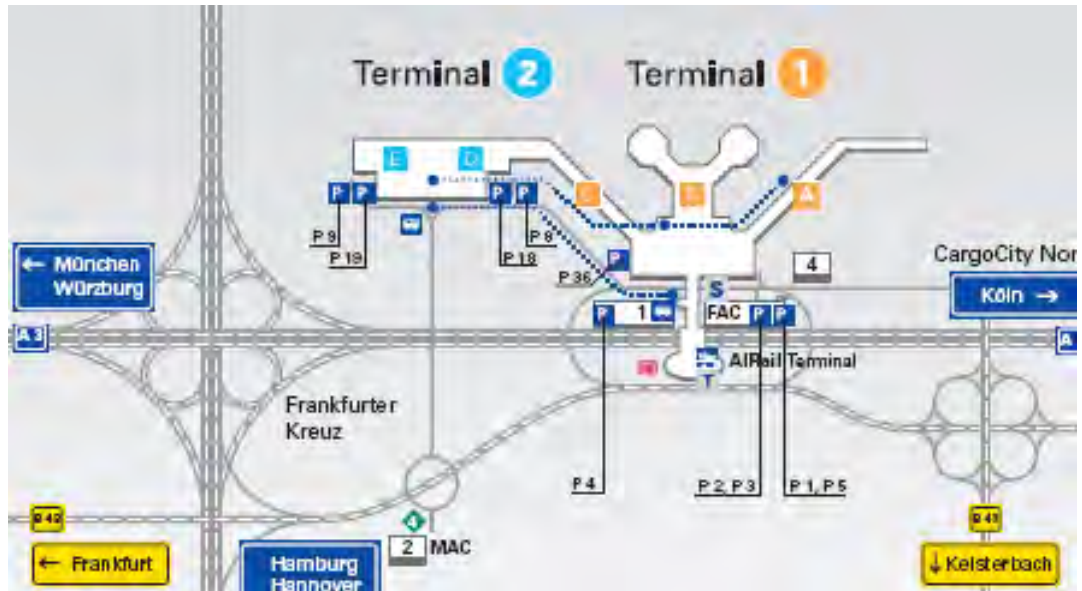 Terminal 2
Terminal 1
E
D
C
B
A
P
P
P
P
P 9
P 19
P 8
P 18
P 36
P
4
← München
Würzburg
CargoCity Nor
Köln →
S
P
1
FAC
P
P
A 3
A
AIRail Terminal
T
Frankfurter
Kreuz
P 4
P 2, P 3
P 1, P 5
4
2
MAC
B 43
← Frankfurt
Hamburg
Hannover
B 43
↓ Kelsterbach